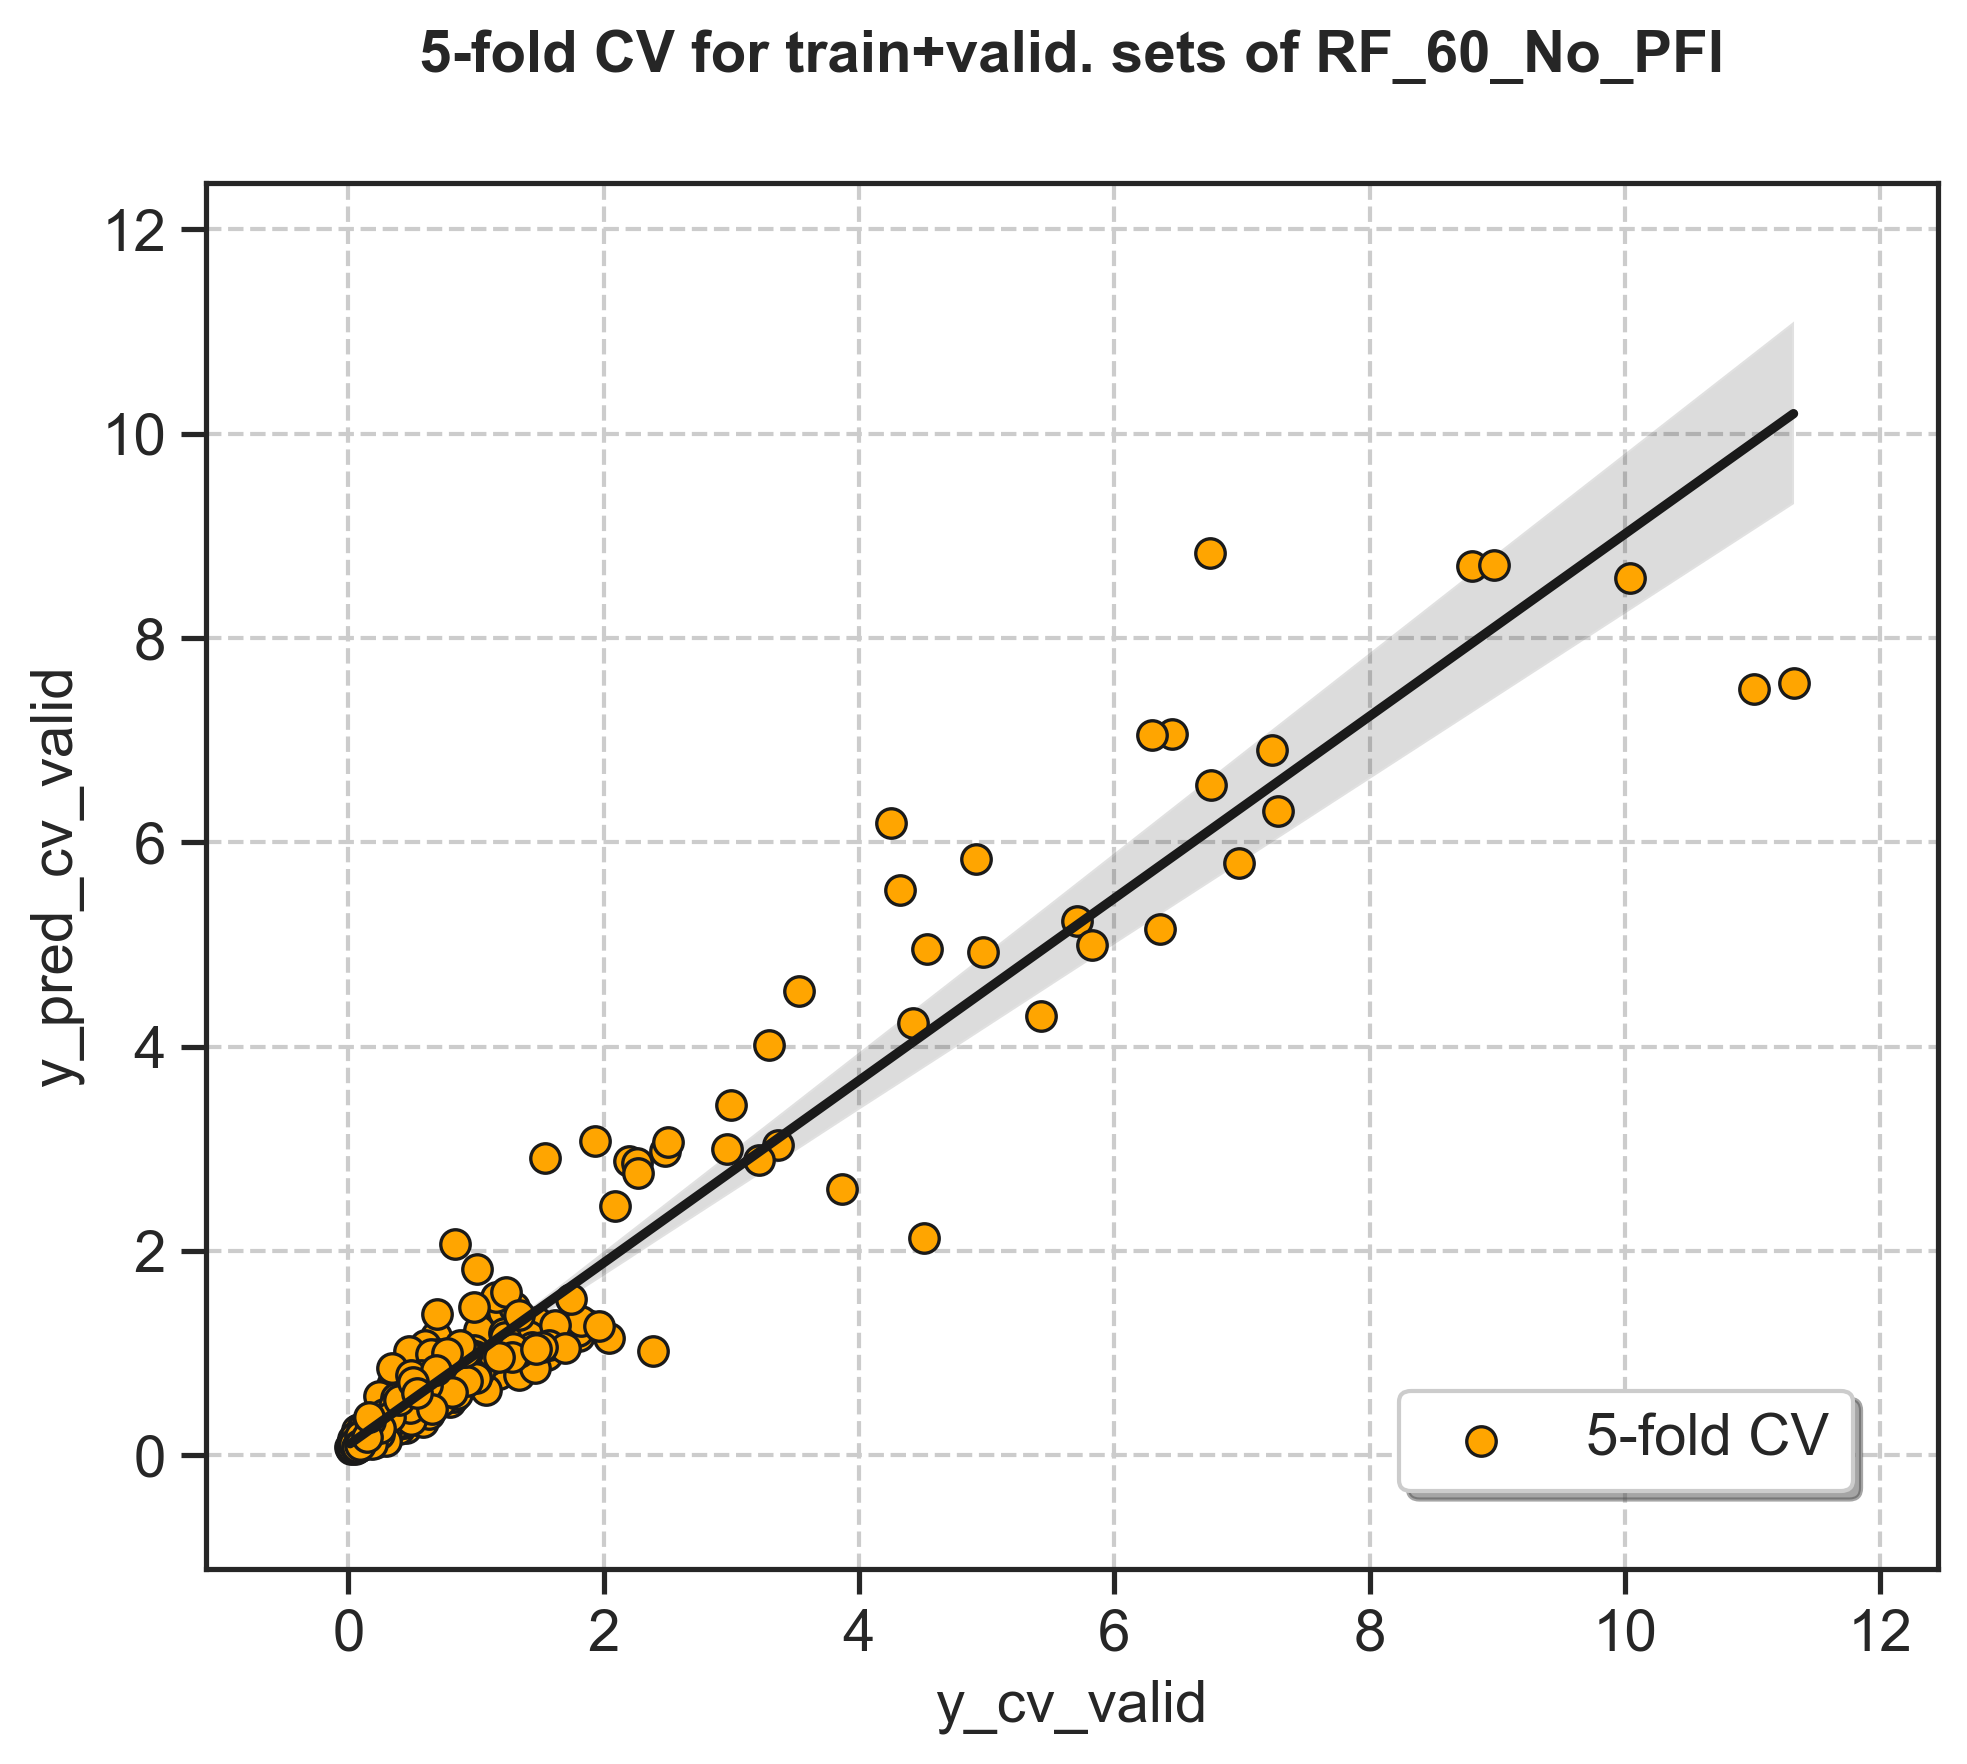 5-fold CV for train+valid. sets of RF_60_No_PFI
12
10
8
6
4
2
0
y_pred_cv_valid
5-fold CV
0 2 4 6 8 10 12
y_cv_valid